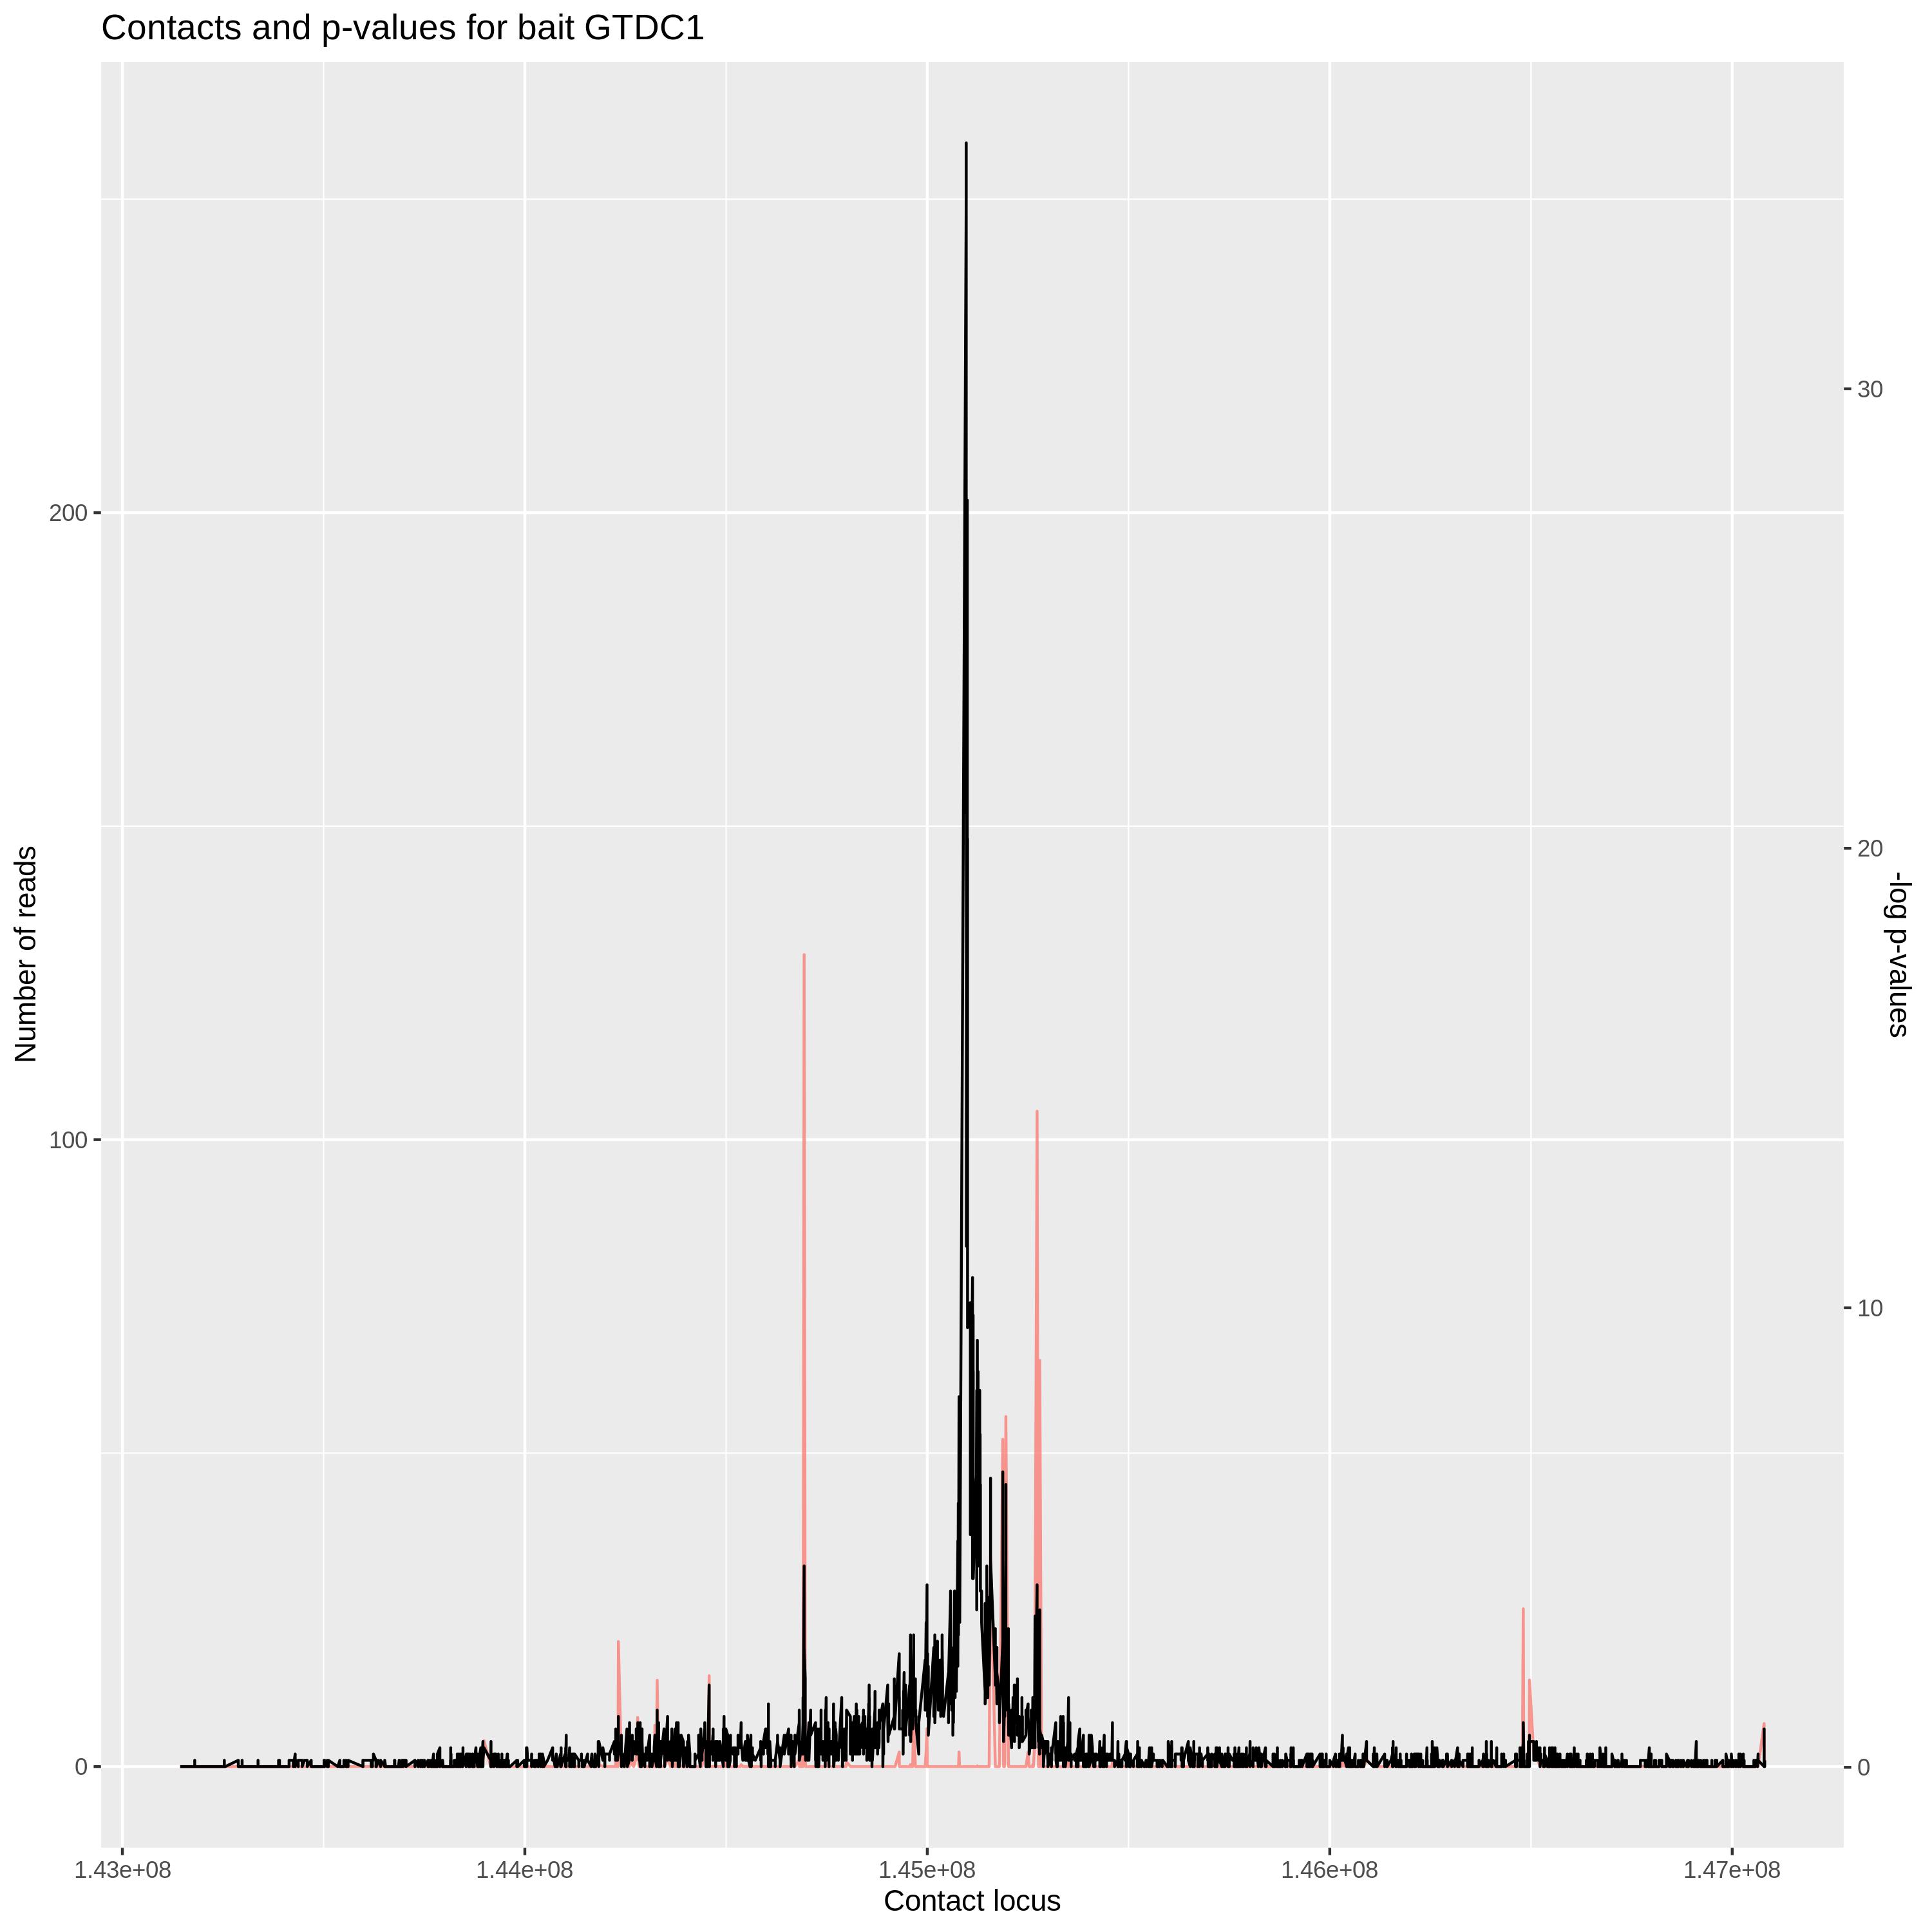 Contacts and p-values for bait GTDC1
Number of reads
200
100
0
30
20
10
0
-log p-values
1.43e+08
1.44e+08
1.45e+08
1.46e+08
1.47e+08
Contact locus